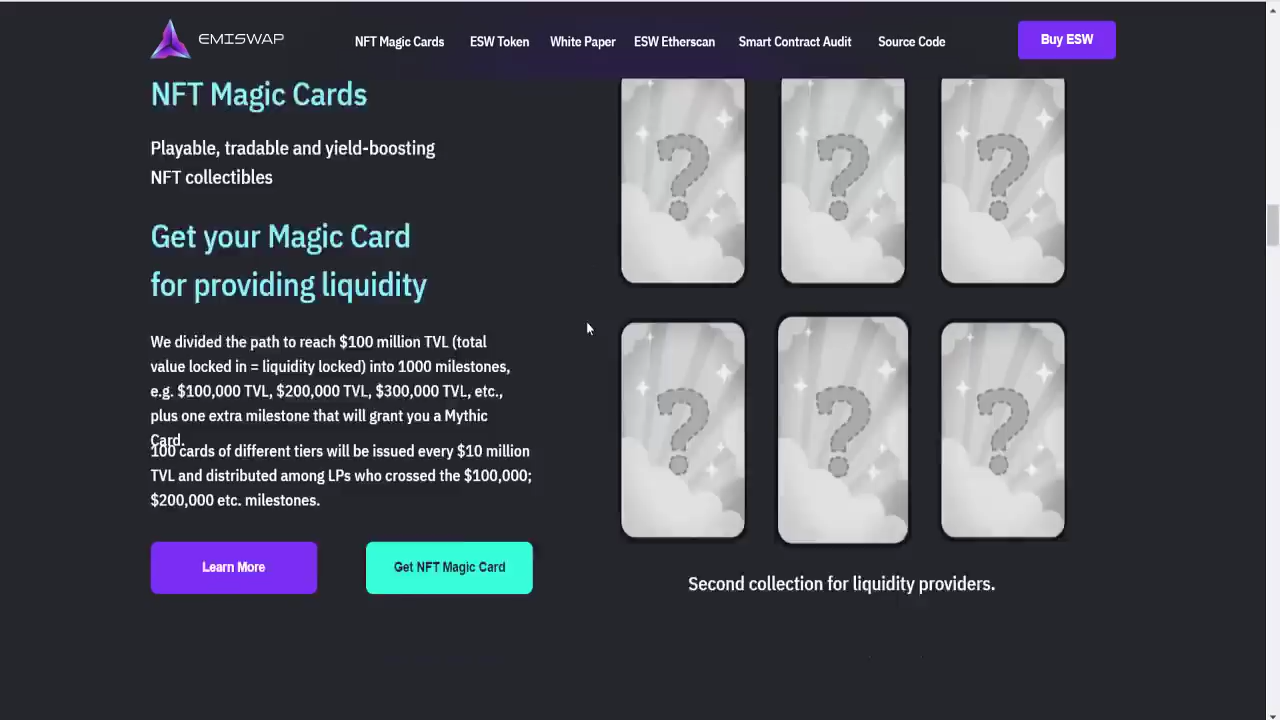 EMISWAP
NFT Magic Cards
ESW Token
White Paper
ESW Etherscan
Smart Contract Audit
Source Code
Buy ESW
NFT Magic Cards
Playable, tradable and yield-boosting
NFT collectibles
Get your Magic Card
for providing liquidity
We divided the path to reach $100 million TVL (total
value locked in = liquidity locked) into 1000 milestones,
e.g. $100,000 TVL, $200,000 TVL, $300,000 TVL, etc.,
plus one extra milestone that will grant you a Mythic
Card.
100 cards of different tiers will be issued every $10 million
TVL and distributed among LPs who crossed the $100,000;
$200,000 etc. milestones.
Learn More
Get NFT Magic Card
?
?
?
?
?
?
Second collection for liquidity providers.